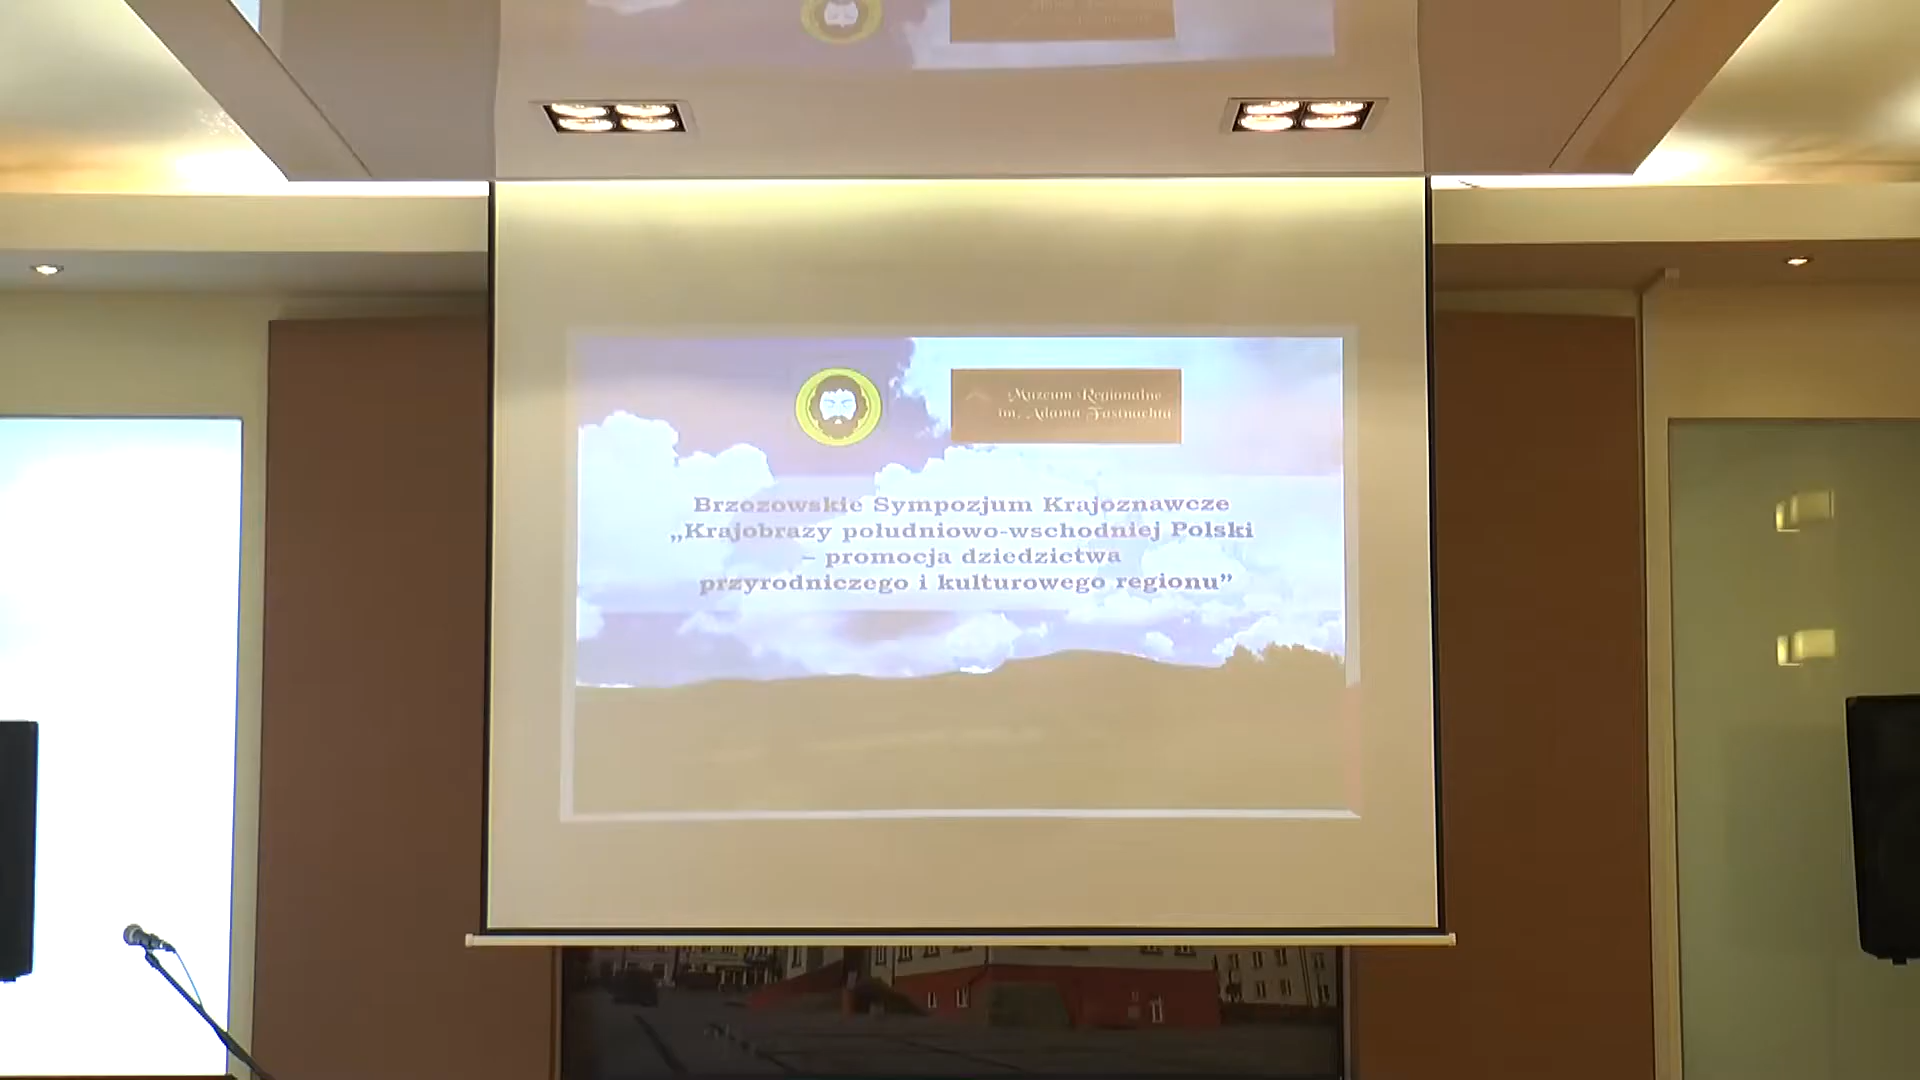 Muzeum Regionalne
im. Adama Fastnachta
Brzozowskie Sympozjum Krajoznawcze
„Krajobrazy południowo-wschodniej Polski
– promocja dziedzictwa
przyrodniczego i kulturowego regionu”